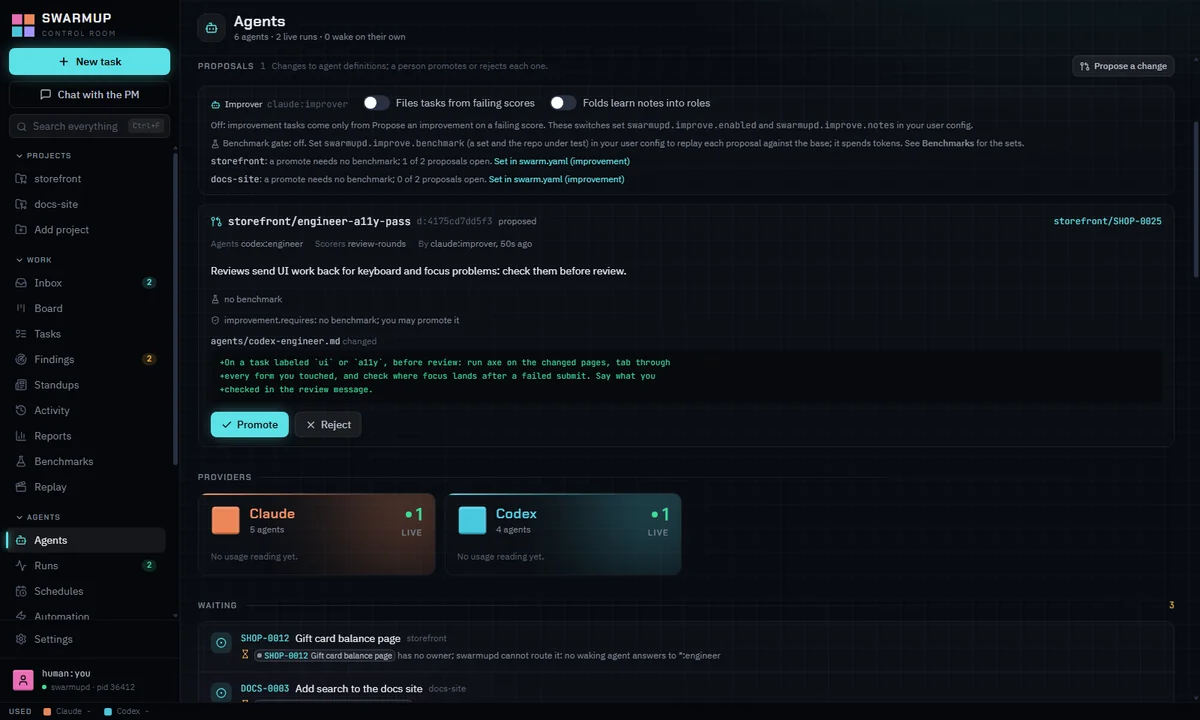 SWARMUP
CONTROL ROOM
+ New task
Chat with the PM
Search everything Ctrl+F
PROJECTS
storefront
docs-site
Add project
WORK
Inbox 2
Board
Tasks
Findings 2
Standups
Activity
Reports
Benchmarks
Replay
AGENTS
Agents
Runs 2
Schedules
Automation
Settings
human:you
swarmupd · pid 36412
USED Claude - Codex -
Agents
6 agents · 2 live runs · 0 wake on their own
PROPOSALS 1 Changes to agent definitions; a person promotes or rejects each one.
Propose a change
Improver claude:improver Files tasks from failing scores Folds learn notes into roles
Off: improvement tasks come only from Propose an improvement on a failing score. These switches set swarmupd.improve.enabled and swarmupd.improve.notes in your user config.
Benchmark gate: off. Set swarmupd.improve.benchmark (a set and the repo under test) in your user config to replay each proposal against the base; it spends tokens. See Benchmarks for the sets.
storefront: a promote needs no benchmark; 1 of 2 proposals open. Set in swarm.yaml (improvement)
docs-site: a promote needs no benchmark; 0 of 2 proposals open. Set in swarm.yaml (improvement)
storefront/engineer-a11y-pass d:4175cd7dd5f3 proposed
storefront/SHOP-0025
Agents codex:engineer Scorers review-rounds By claude:improver, 50s ago
Reviews send UI work back for keyboard and focus problems: check them before review.
no benchmark
improvement.requires: no benchmark; you may promote it
agents/codex-engineer.md changed
+On a task labeled `ui` or `a11y`, before review: run axe on the changed pages, tab through
+every form you touched, and check where focus lands after a failed submit. Say what you
+checked in the review message.
Promote
Reject
PROVIDERS
Claude 1
5 agents LIVE
No usage reading yet.
Codex 1
4 agents LIVE
No usage reading yet.
WAITING 3
SHOP-0012 Gift card balance page storefront
SHOP-0012 Gift card balance page has no owner; swarmupd cannot route it: no waking agent answers to *:engineer
DOCS-0003 Add search to the docs site docs-site